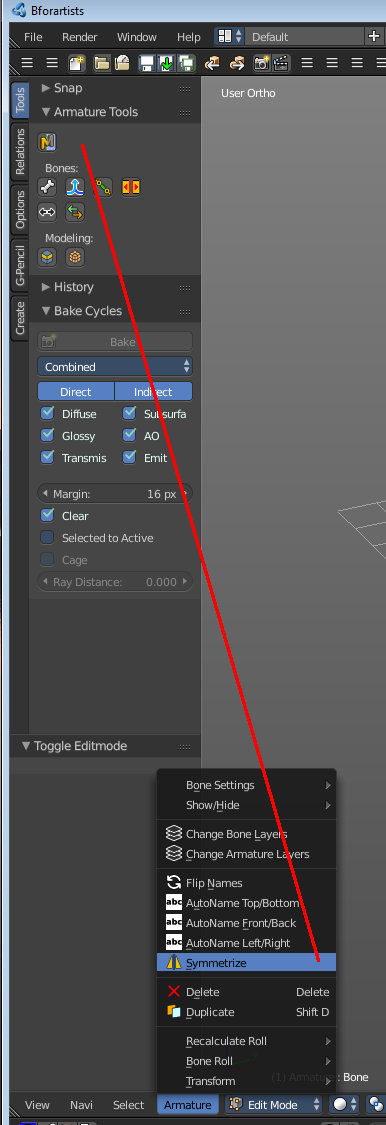 Bforartists
File Render Window Help Default
User Ortho
Tools
Relations
Options
G-Pencil
Create
Snap
Armature Tools
Bones:
Modeling:
History
Bake Cycles
Bake
Combined
Direct Indirect
Diffuse Subsurfa
Glossy AO
Transmis Emit
Margin: 16 px
Clear
Selected to Active
Cage
Ray Distance: 0.000
Toggle Editmode
Bone Settings
Show/Hide
Change Bone Layers
Change Armature Layers
Flip Names
abc AutoName Top/Bottom
abc AutoName Front/Back
abc AutoName Left/Right
Symmetrize
Delete Delete
Duplicate Shift D
Recalculate Roll
Bone Roll
Transform
(1) Armature : Bone
View Navi Select Armature Edit Mode